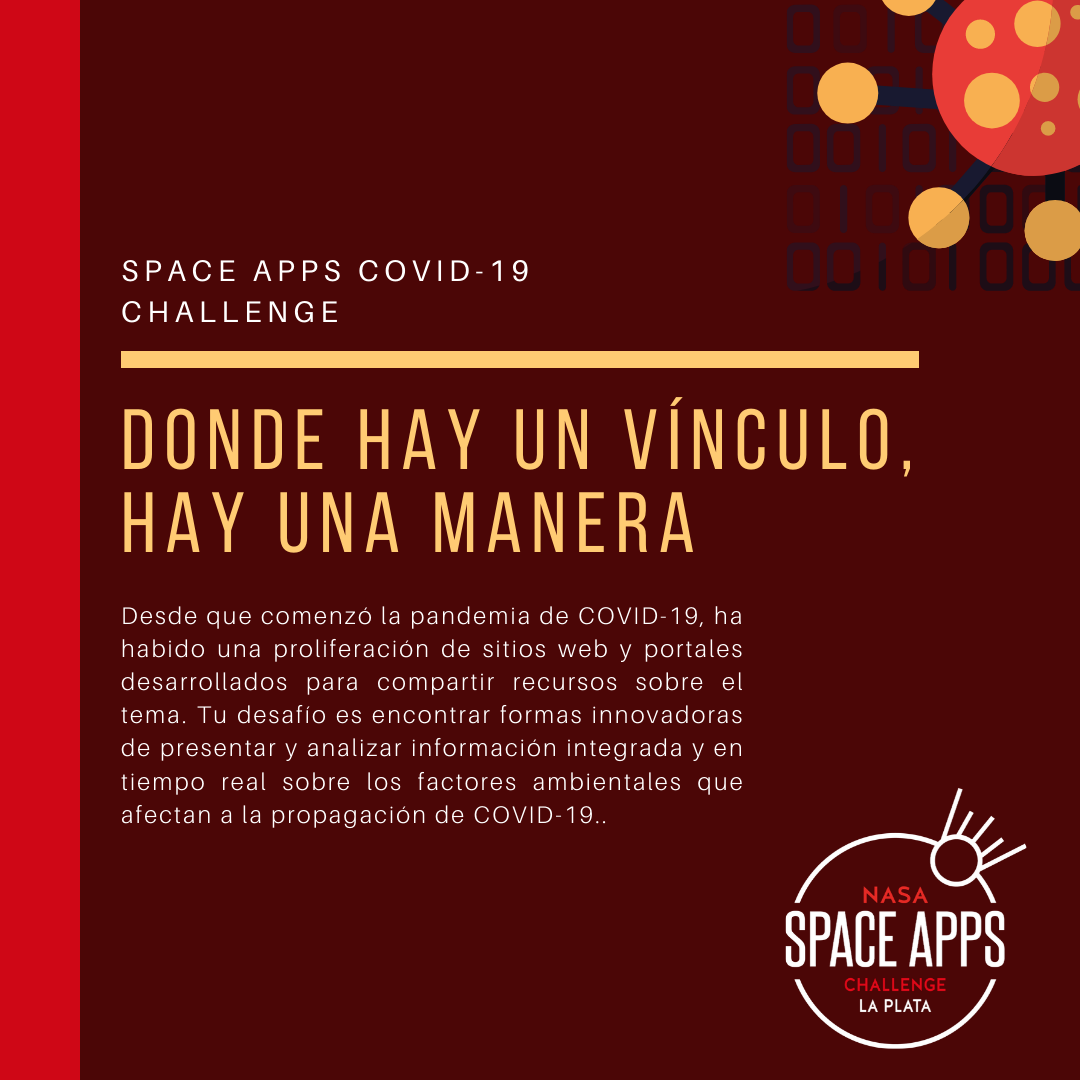 SPACE APPS COVID-19
CHALLENGE
DONDE HAY UN VÍNCULO,
HAY UNA MANERA
Desde que comenzó la pandemia de COVID-19, ha
habido una proliferación de sitios web y portales
desarrollados para compartir recursos sobre el
tema. Tu desafío es encontrar formas innovadoras
de presentar y analizar información integrada y en
tiempo real sobre los factores ambientales que
afectan a la propagación de COVID-19..
NASA
SPACE APPS
CHALLENGE
LA PLATA